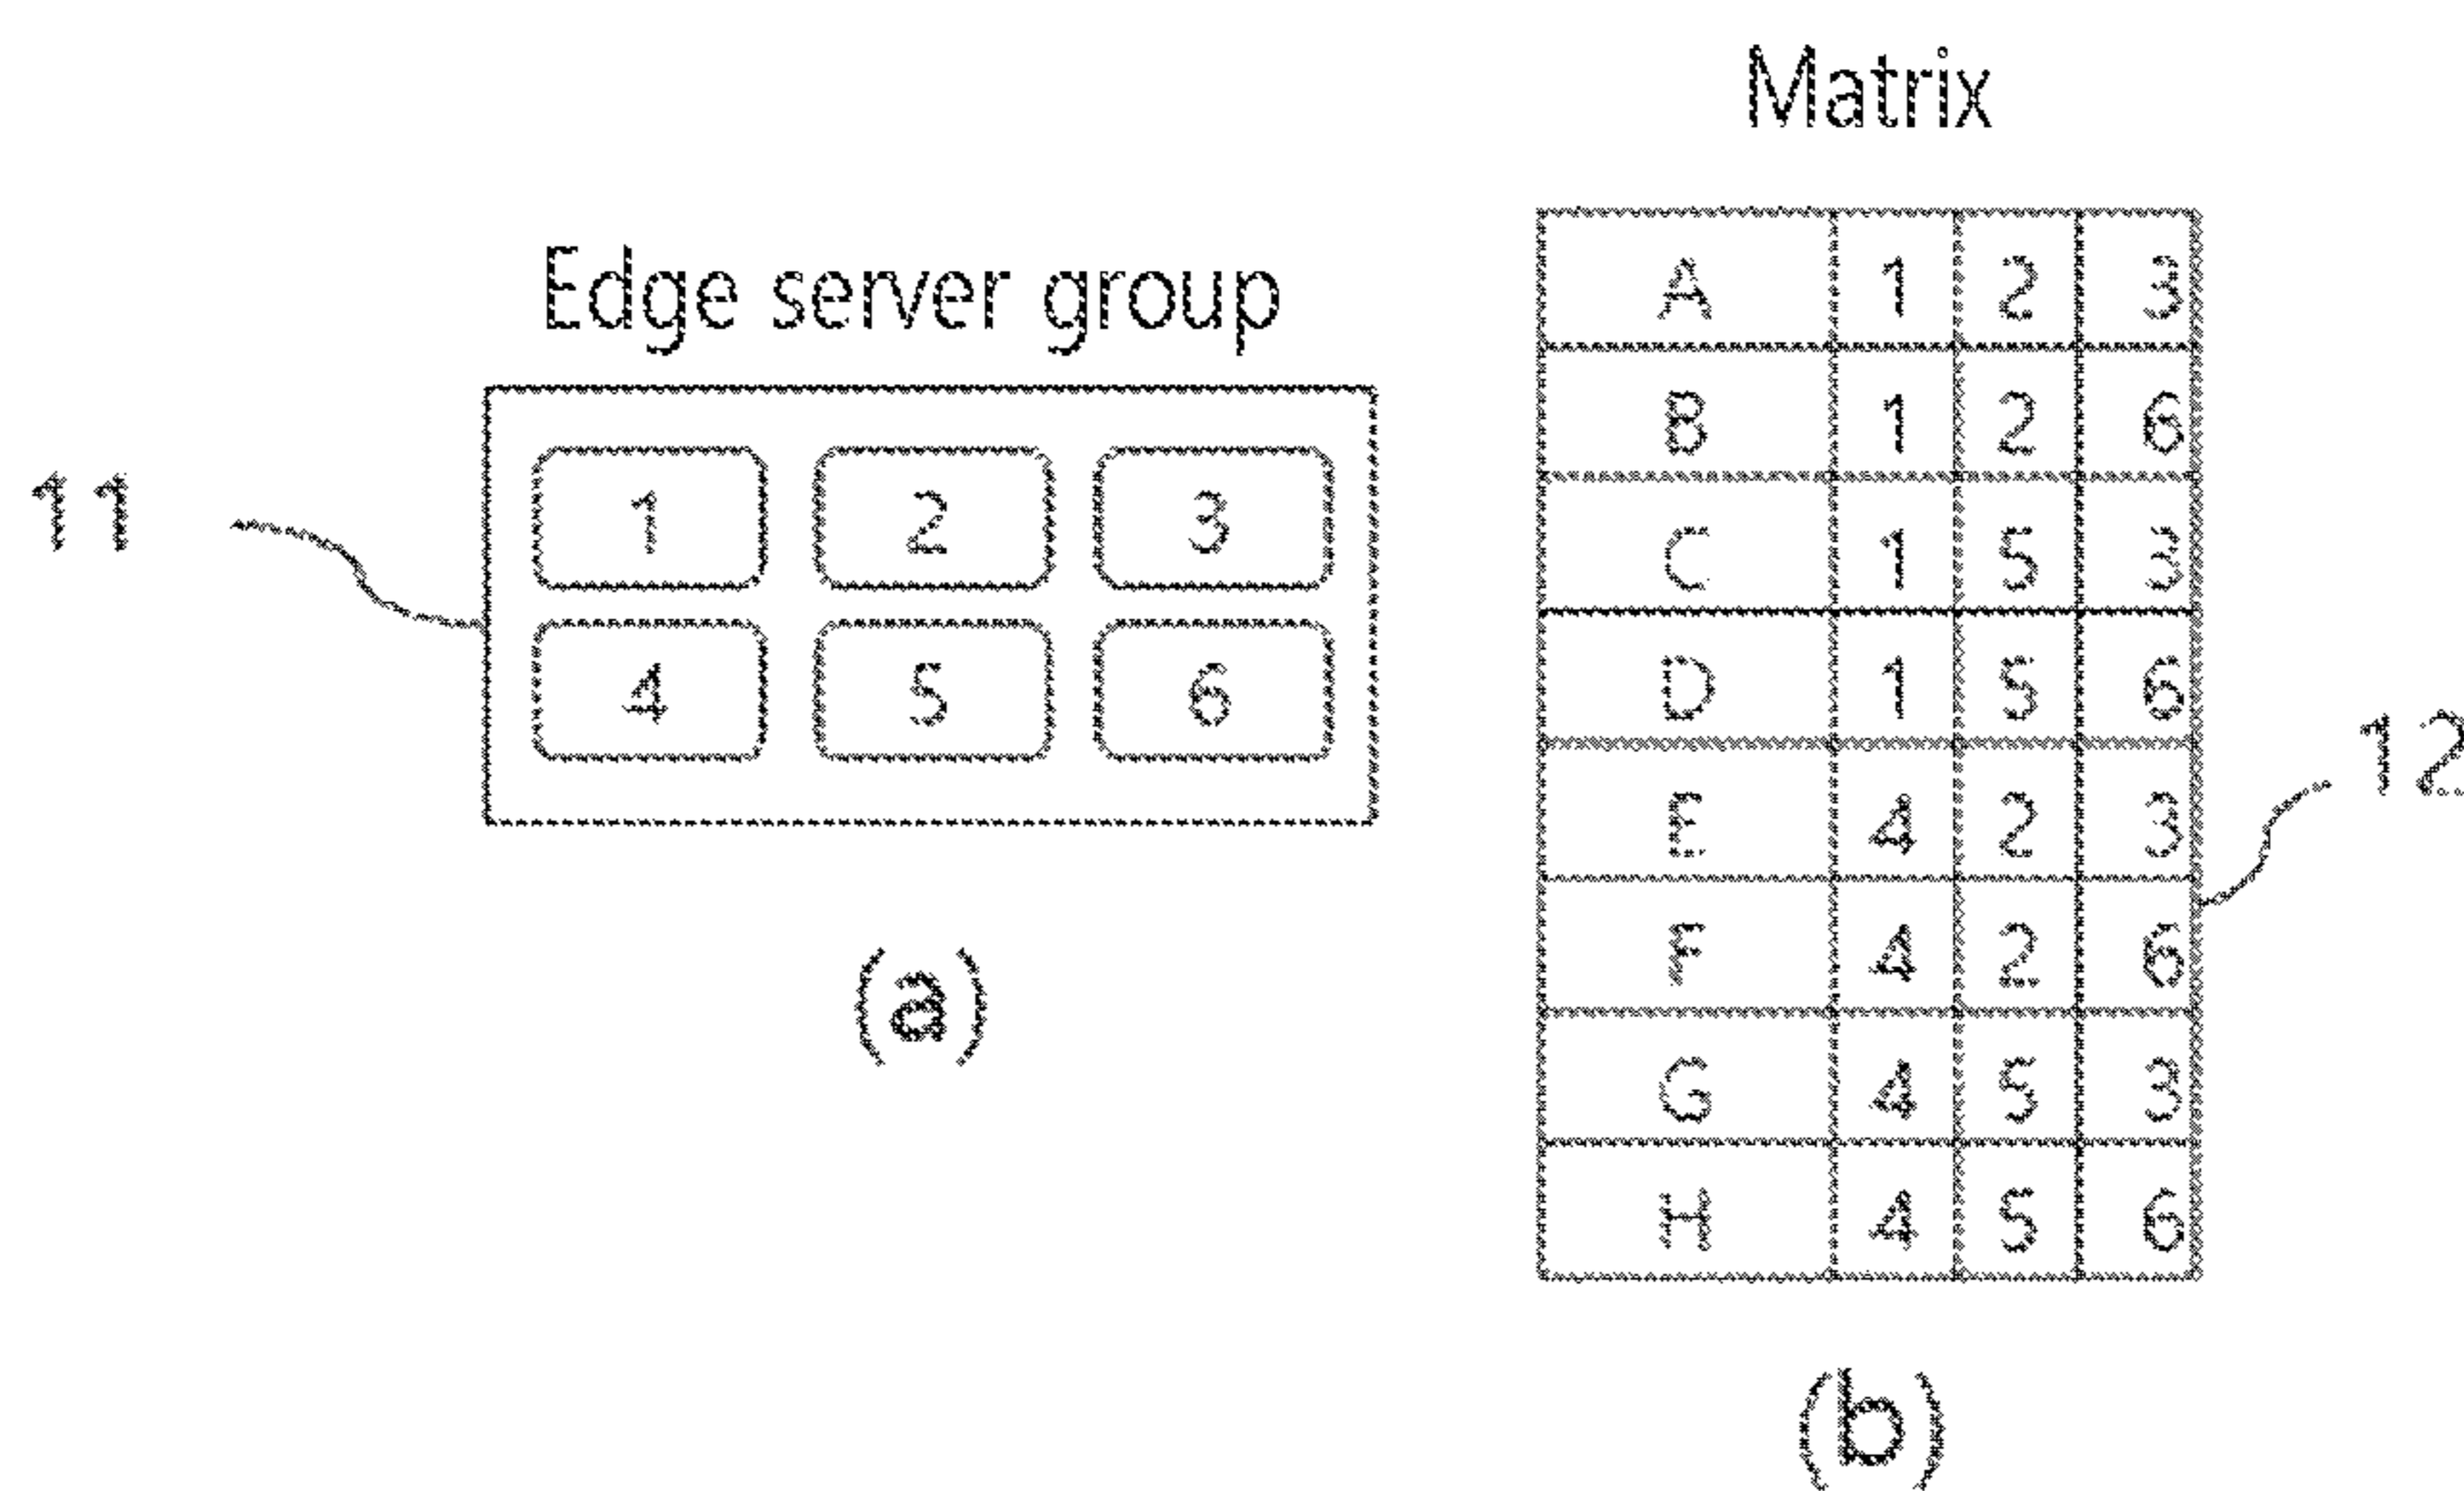 Edge server group
11
1 2 3
4 5 6
(a)
Matrix
A 1 2 3
B 1 2 6
C 1 5 3
D 1 5 6
E 4 2 3
F 4 2 6
G 4 5 3
H 4 5 6
12
(b)